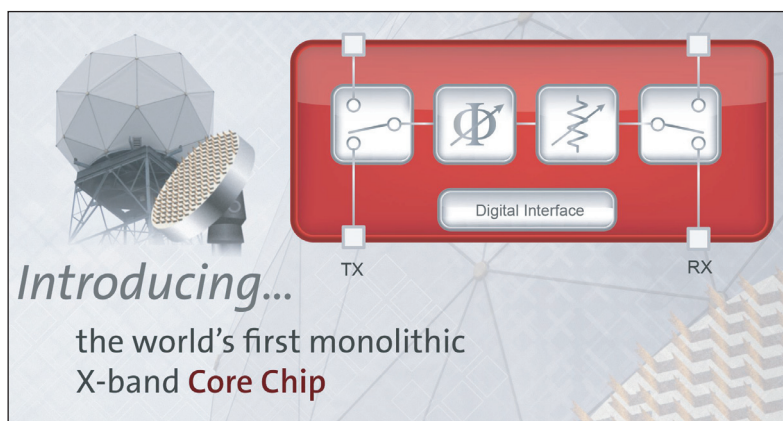 Φ
Digital Interface
TX
RX
Introducing...
the world's first monolithic
X-band Core Chip